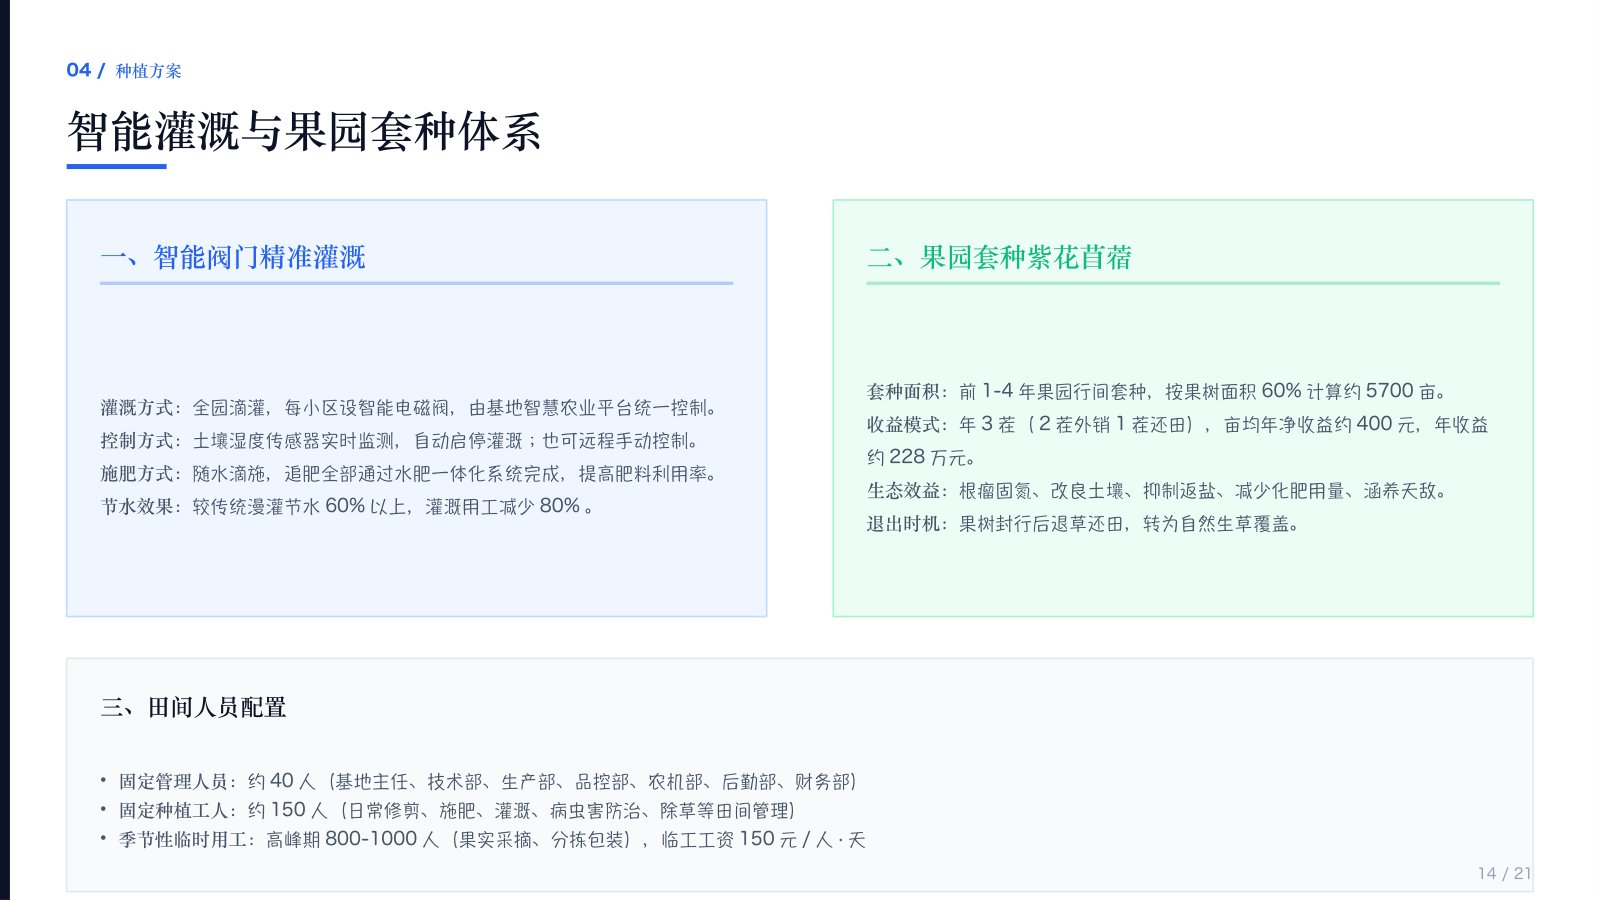 04 / 种植方案
智能灌溉与果园套种体系
一、智能阀门精准灌溉
灌溉方式：全园滴灌，每小区设智能电磁阀，由基地智慧农业平台统一控制。
控制方式：土壤湿度传感器实时监测，自动启停灌溉；也可远程手动控制。
施肥方式：随水滴施，追肥全部通过水肥一体化系统完成，提高肥料利用率。
节水效果：较传统漫灌节水 60% 以上，灌溉用工减少 80% 。
二、果园套种紫花苜蓿
套种面积：前 1-4 年果园行间套种，按果树面积 60% 计算约 5700 亩。
收益模式：年 3 茬（ 2 茬外销 1 茬还田），亩均年净收益约 400 元，年收益
约 228 万元。
生态效益：根瘤固氮、改良土壤、抑制返盐、减少化肥用量、涵养天敌。
退出时机：果树封行后退草还田，转为自然生草覆盖。
三、田间人员配置
• 固定管理人员：约 40 人（基地主任、技术部、生产部、品控部、农机部、后勤部、财务部）
• 固定种植工人：约 150 人（日常修剪、施肥、灌溉、病虫害防治、除草等田间管理）
• 季节性临时用工：高峰期 800-1000 人（果实采摘、分拣包装），临工工资 150 元 / 人 · 天
14 / 21